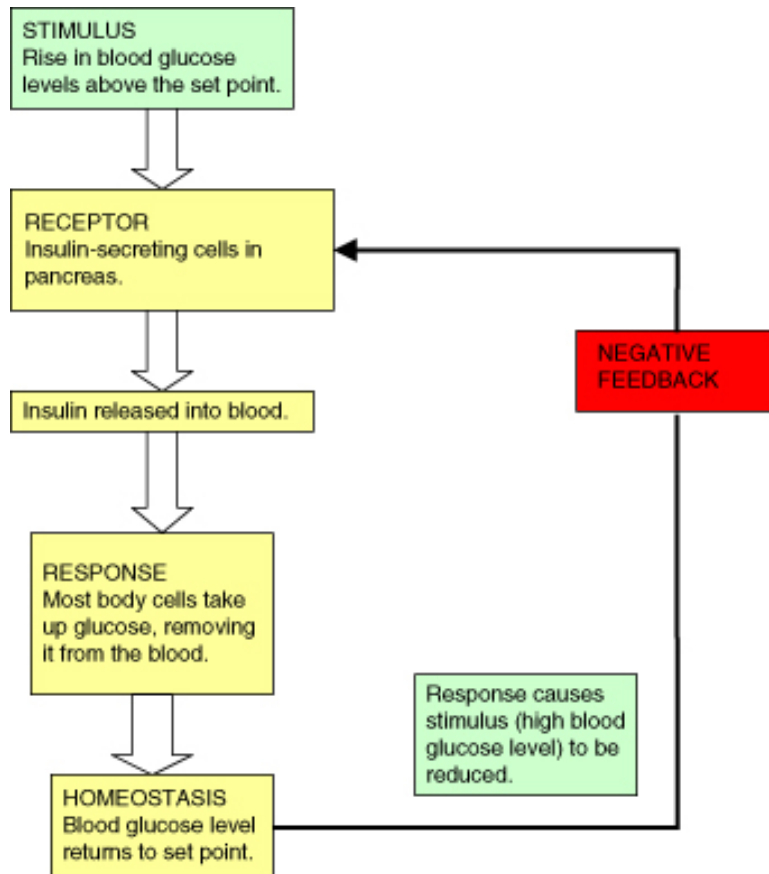 STIMULUS
Rise in blood glucose
levels above the set point.
RECEPTOR
Insulin-secreting cells in
pancreas.
NEGATIVE
FEEDBACK
Insulin released into blood.
RESPONSE
Most body cells take
up glucose, removing
it from the blood.
Response causes
stimulus (high blood
glucose level) to be
reduced.
HOMEOSTASIS
Blood glucose level
returns to set point.